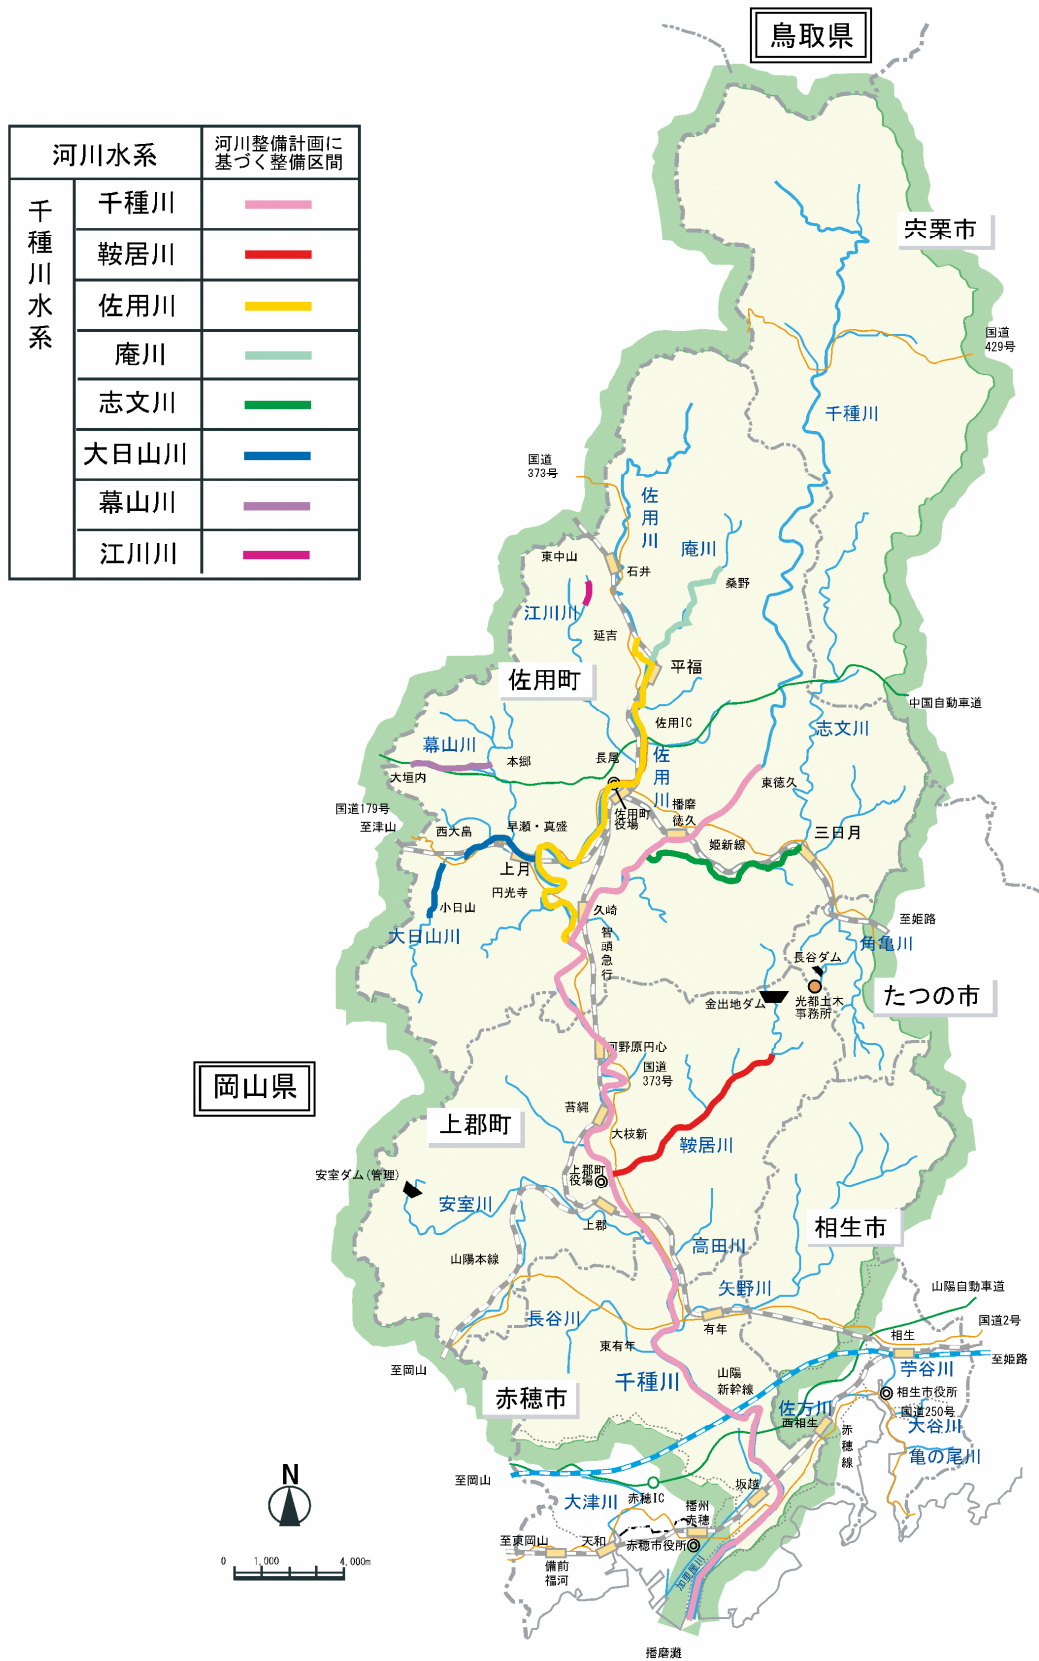 鳥取県
河川水系
河川整備計画に
基づく整備区間
千種川水系
千種川
鞍居川
佐用川
庵川
志文川
大日山川
幕山川
江川川
宍粟市
国道
429号
千種川
国道
373号
佐用川
庵川
東中山
石井
桑野
江川川
延吉
平福
佐用町
中国自動車道
佐用IC
志文川
幕山川
本郷
長尾
佐用川
大垣内
東徳久
国道179号
至津山
西大畠
早瀬・真盛
佐用町
役場
播磨
徳久
三日月
姫新線
上月
円光寺
小日山
久崎
至姫路
大日山川
智頭急行
角亀川
長谷ダム
金出地ダム
光都土木
事務所
たつの市
岡山県
河野原円心
国道
373号
苔縄
上郡町
大枝新
鞍居川
安室ダム(管理)
上郡町
役場
安室川
上郡
相生市
高田川
山陽本線
矢野川
山陽自動車道
長谷川
有年
国道2号
相生
東有年
至姫路
至岡山
千種川
山陽
新幹線
苧谷川
赤穂市
相生市役所
佐方川
国道250号
西相生
大谷川
赤穂線
亀の尾川
至岡山
坂越
大津川
赤穂IC
播州
赤穂
N
至東岡山
天和
赤穂市役所
0 1,000 4,000m
備前
福河
加里屋川
播磨灘